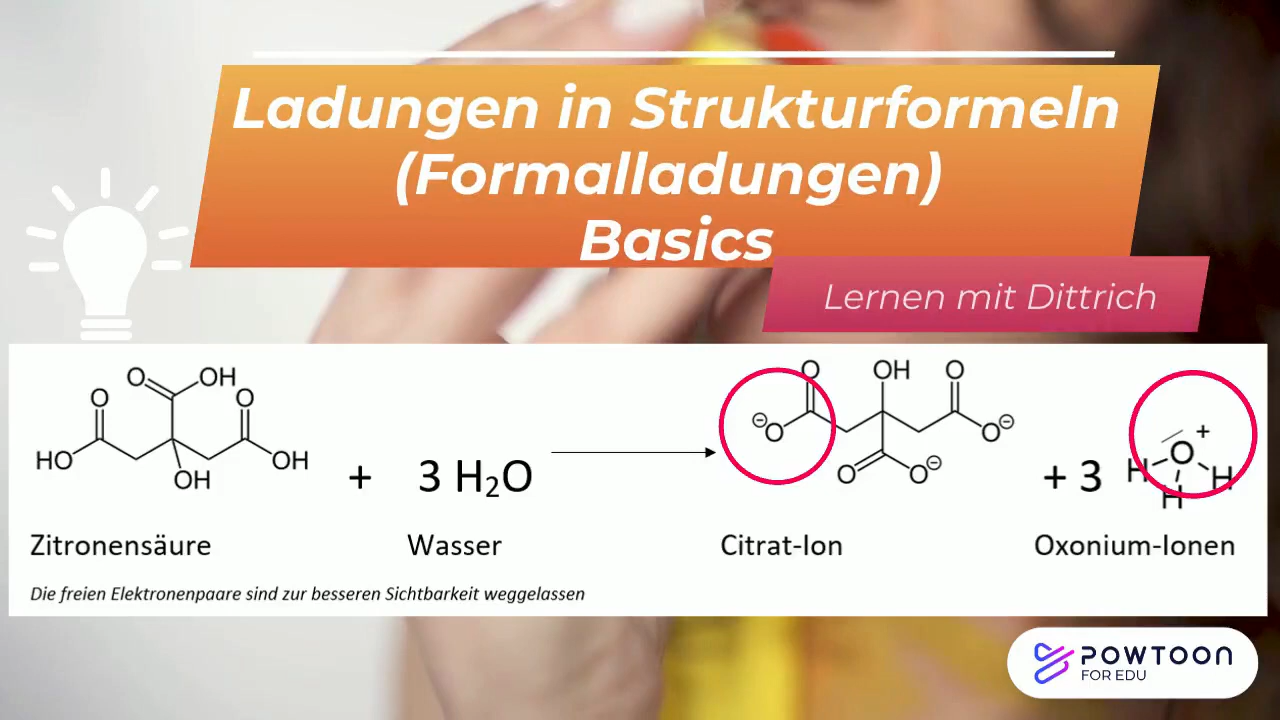 Ladungen in Strukturformeln
(Formalladungen)
Basics
Lernen mit Dittrich
O OH O O OH O
O OH ⊖ O O ⊖
HO OH OH + 3 H₂O O O ⊖ + 3 H O + H H
Zitronensäure Wasser Citrat-Ion Oxonium-Ionen
Die freien Elektronenpaare sind zur besseren Sichtbarkeit weggelassen
POWTOON
FOR EDU